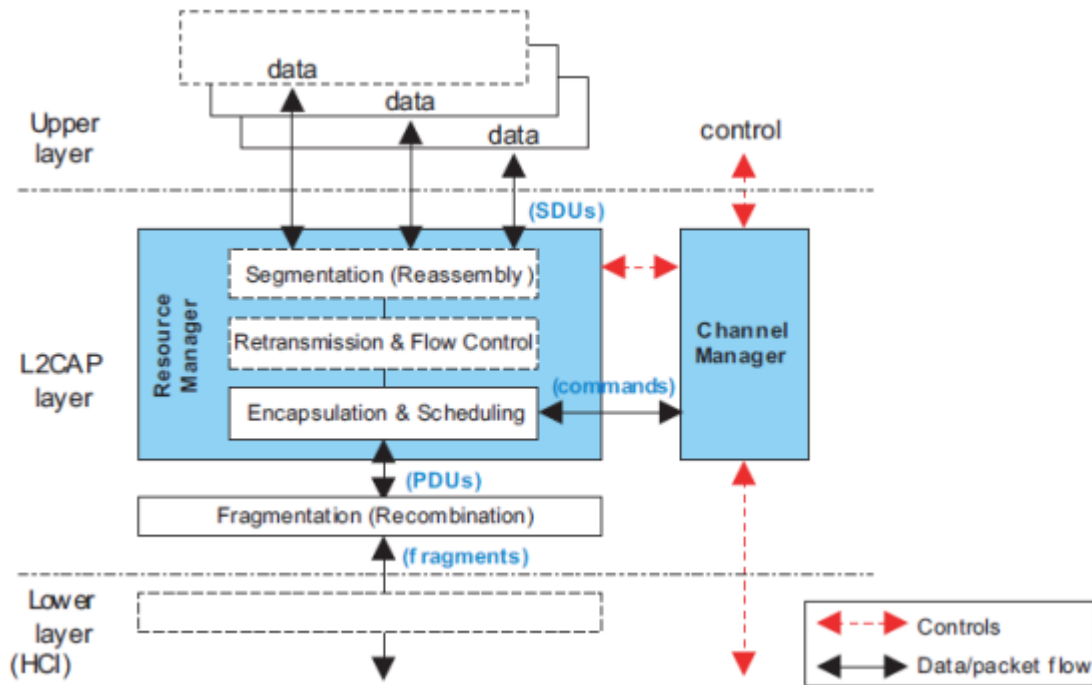 data
data
data
Upper
layer
control
(SDUs)
Segmentation (Reassembly)
Resource
Manager
Retransmission & Flow Control
Channel
Manager
L2CAP
layer
(commands)
Encapsulation & Scheduling
(PDUs)
Fragmentation (Recombination)
(fragments)
Lower
layer
(HCI)
Controls
Data/packet flow